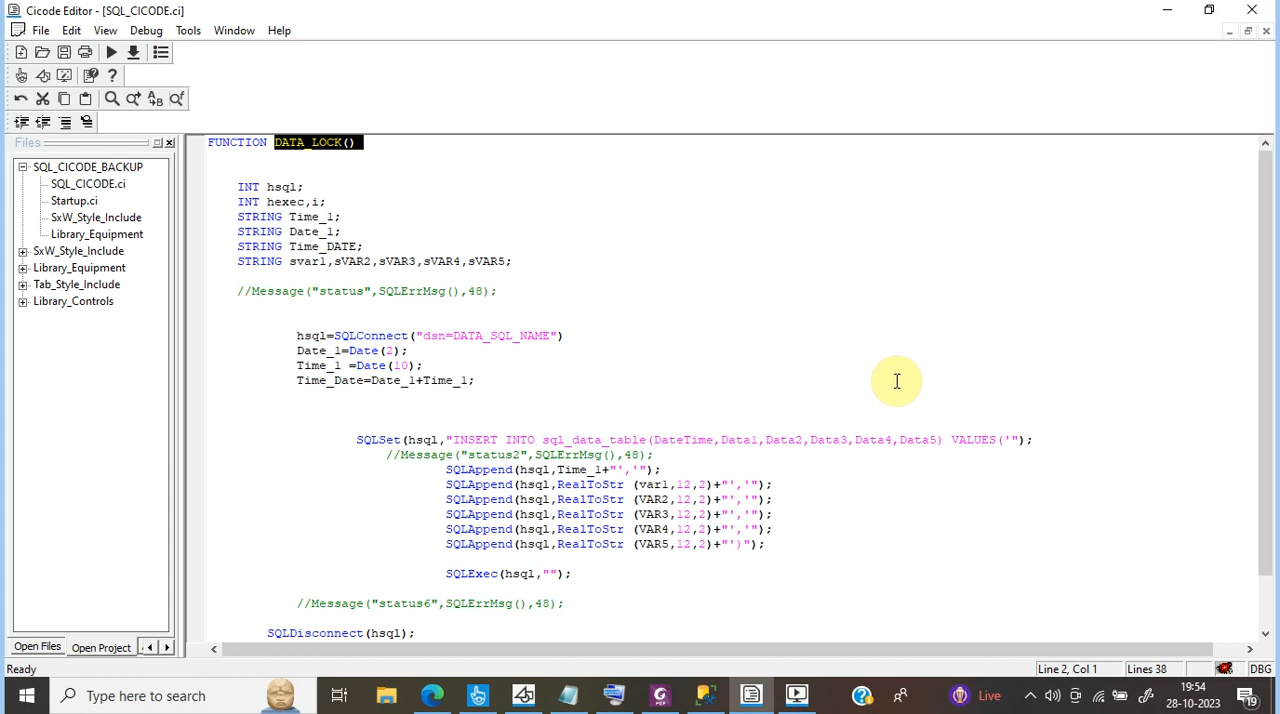 Cicode Editor - [SQL_CICODE.ci]
File Edit View Debug Tools Window Help
Files
SQL_CICODE_BACKUP
SQL_CICODE.ci
Startup.ci
SxW_Style_Include
Library_Equipment
SxW_Style_Include
Library_Equipment
Tab_Style_Include
Library_Controls
Open Files Open Project
FUNCTION DATA_LOCK()
INT hsql;
INT hexec,i;
STRING Time_1;
STRING Date_1;
STRING Time_DATE;
STRING svar1,sVAR2,sVAR3,sVAR4,sVAR5;
//Message("status",SQLErrMsg(),48);
hsql=SQLConnect("dsn=DATA_SQL_NAME")
Date_1=Date(2);
Time_1 =Date(10);
Time_Date=Date_1+Time_1;
SQLSet(hsql,"INSERT INTO sql_data_table(DateTime,Data1,Data2,Data3,Data4,Data5) VALUES('");
//Message("status2",SQLErrMsg(),48);
SQLAppend(hsql,Time_1+"','");
SQLAppend(hsql,RealToStr (var1,12,2)+"','");
SQLAppend(hsql,RealToStr (VAR2,12,2)+"','");
SQLAppend(hsql,RealToStr (VAR3,12,2)+"','");
SQLAppend(hsql,RealToStr (VAR4,12,2)+"','");
SQLAppend(hsql,RealToStr (VAR5,12,2)+"')");
SQLExec(hsql,"");
//Message("status6",SQLErrMsg(),48);
SQLDisconnect(hsql);
Ready
Line 2, Col 1 Lines 38 DBG
Type here to search
Live
19:54
28-10-2023
19